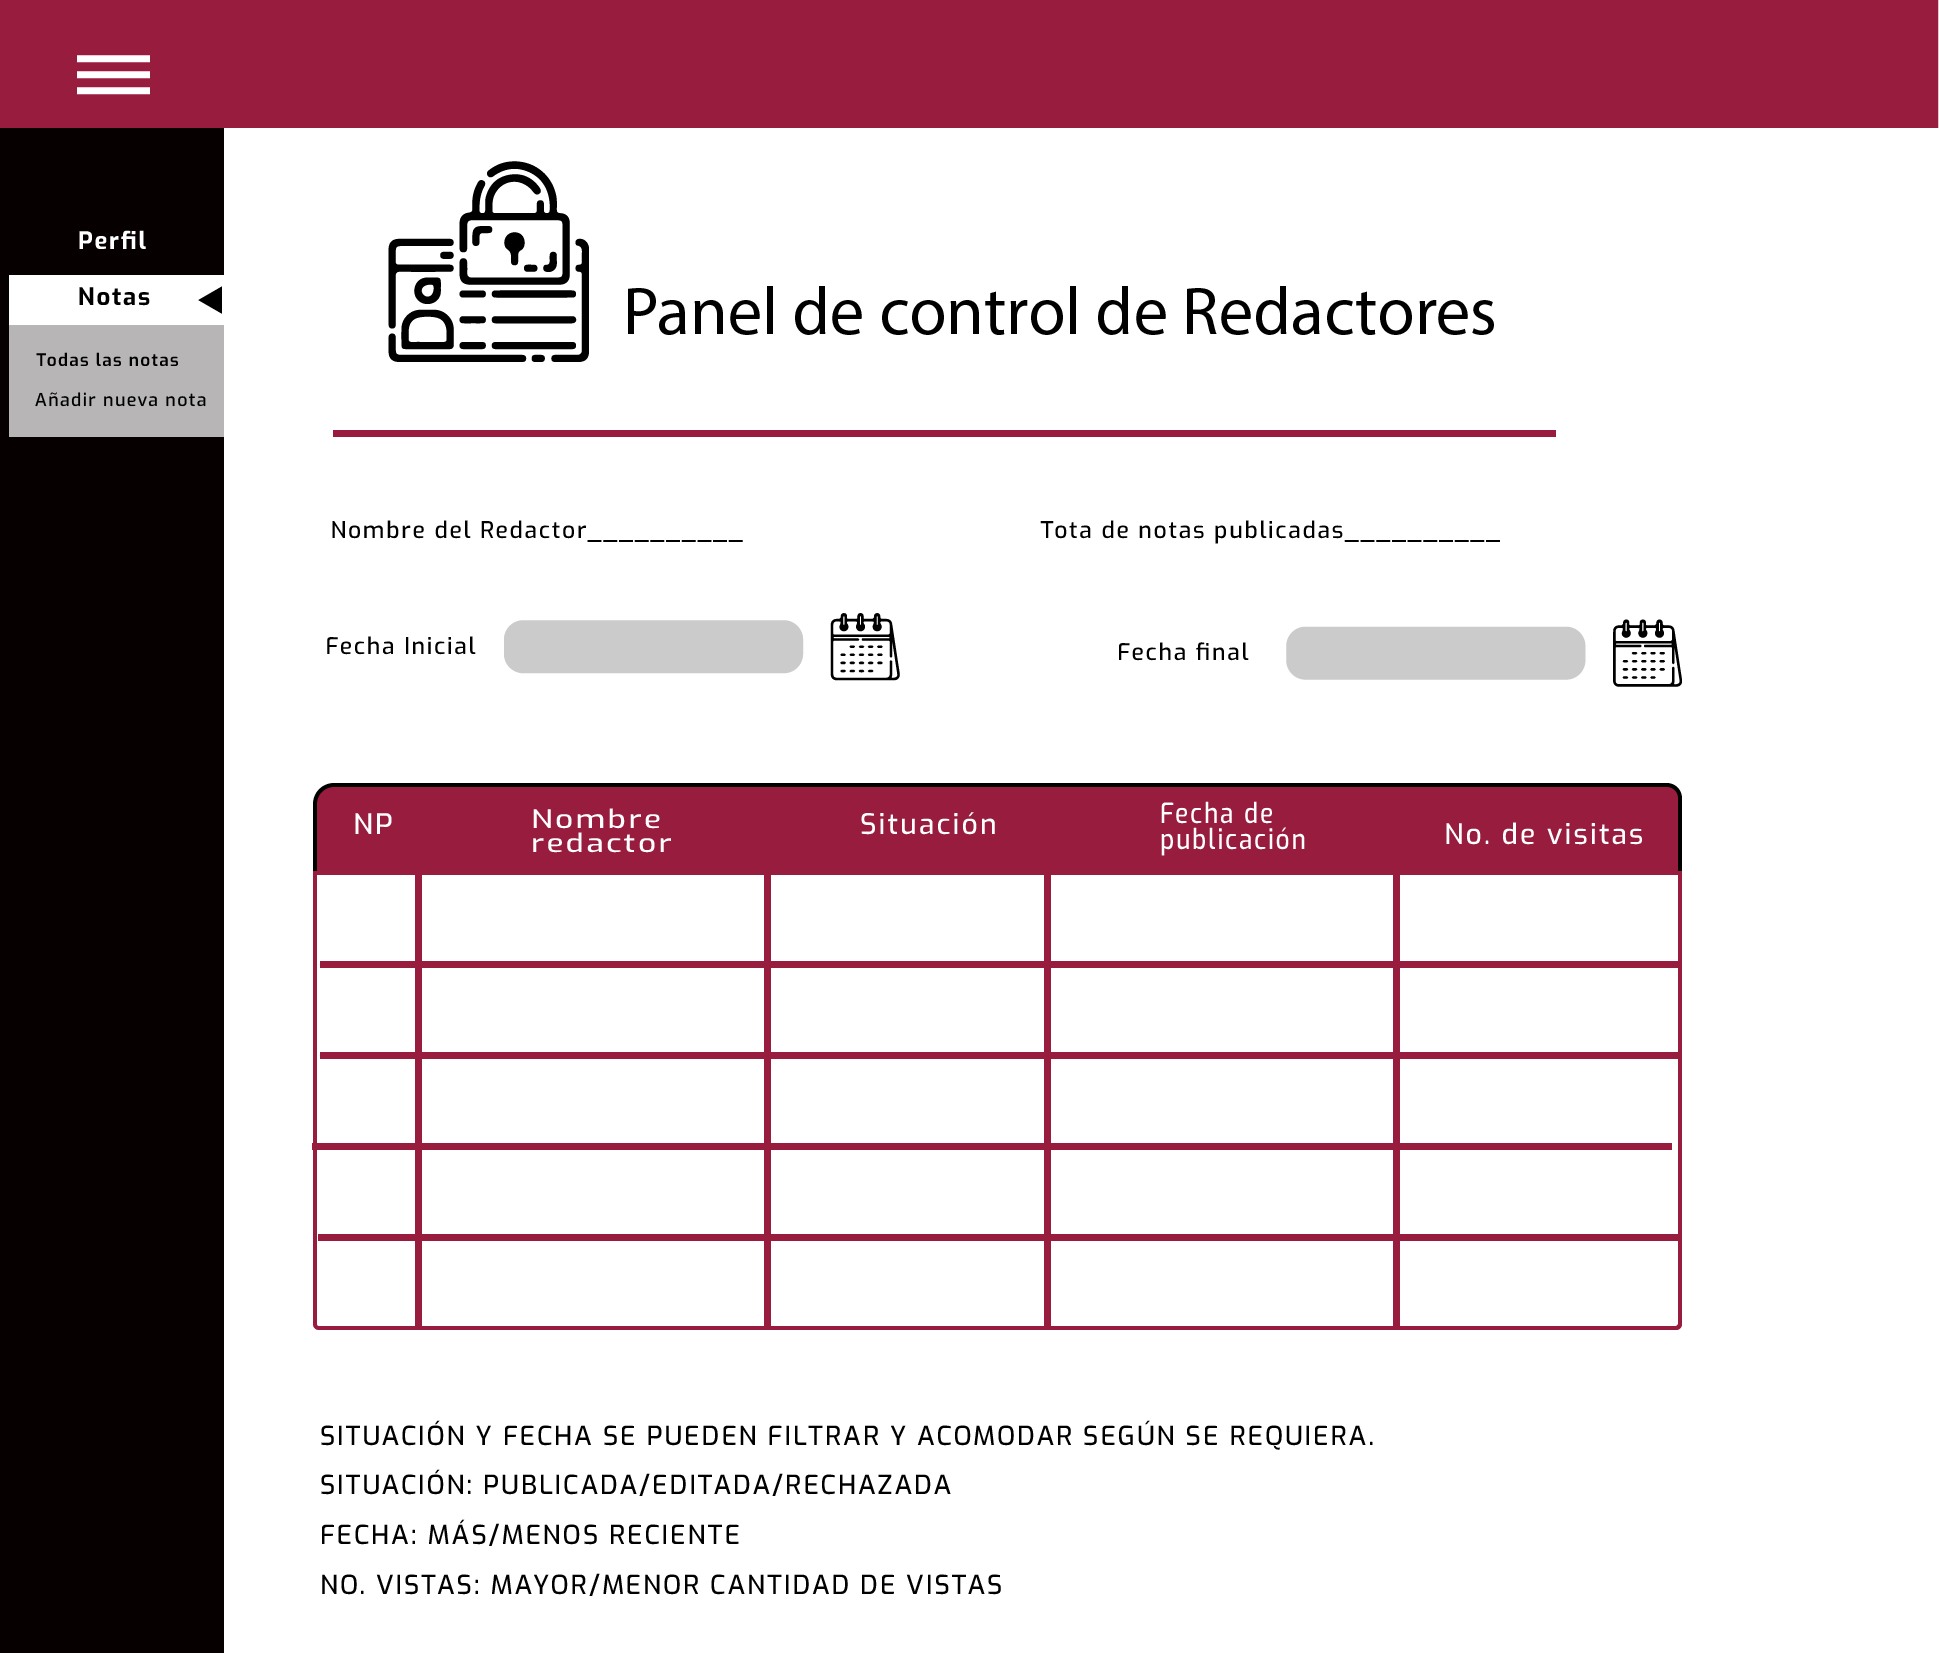 Perfil
Notas
Todas las notas
Añadir nueva nota
Panel de control de Redactores
Nombre del Redactor__________
Tota de notas publicadas__________
Fecha Inicial
Fecha final
NP
Nombre
redactor
Situación
Fecha de
publicación
No. de visitas
SITUACIÓN Y FECHA SE PUEDEN FILTRAR Y ACOMODAR SEGÚN SE REQUIERA.
SITUACIÓN: PUBLICADA/EDITADA/RECHAZADA
FECHA: MÁS/MENOS RECIENTE
NO. VISTAS: MAYOR/MENOR CANTIDAD DE VISTAS